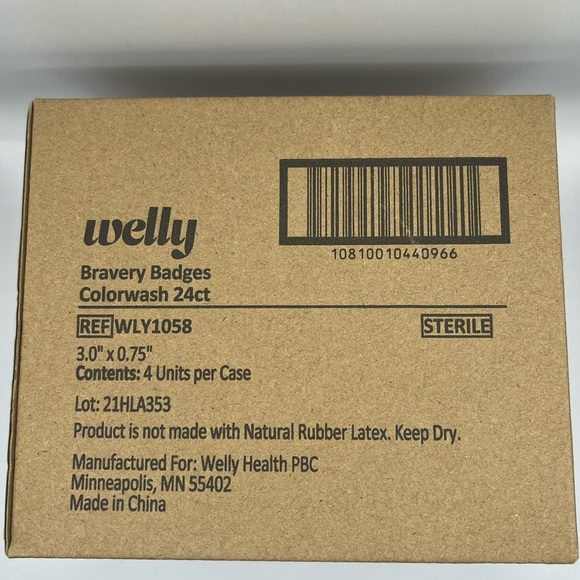 welly
10810010440966
Bravery Badges
Colorwash 24ct
REF WLY1058
STERILE
3.0" x 0.75"
Contents: 4 Units per Case
Lot: 21HLA353
Product is not made with Natural Rubber Latex. Keep Dry.
Manufactured For: Welly Health PBC
Minneapolis, MN 55402
Made in China